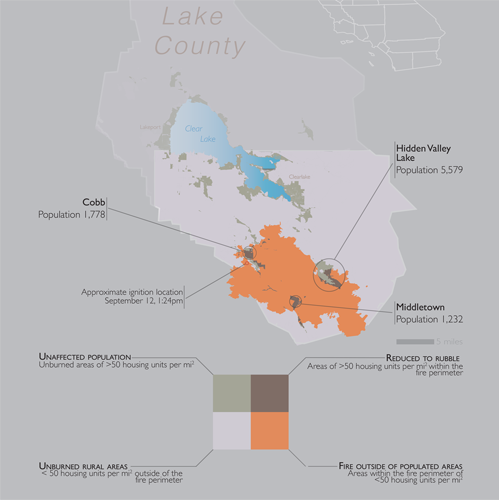 Lake
County
Lakeport
Clear
Lake
Clearlake
Hidden Valley
Lake
Population 5,579
Cobb
Population 1,778
Approximate ignition location
September 12, 1:24pm
Middletown
Population 1,232
5 miles
Unaffected population
Unburned areas of >50 housing units per mi²
Reduced to rubble
Areas of >50 housing units per mi² within the
fire perimeter
Unburned rural areas
< 50 housing units per mi² outside of the
fire perimeter
Fire outside of populated areas
Areas within the fire perimeter of
<50 housing units per mi²